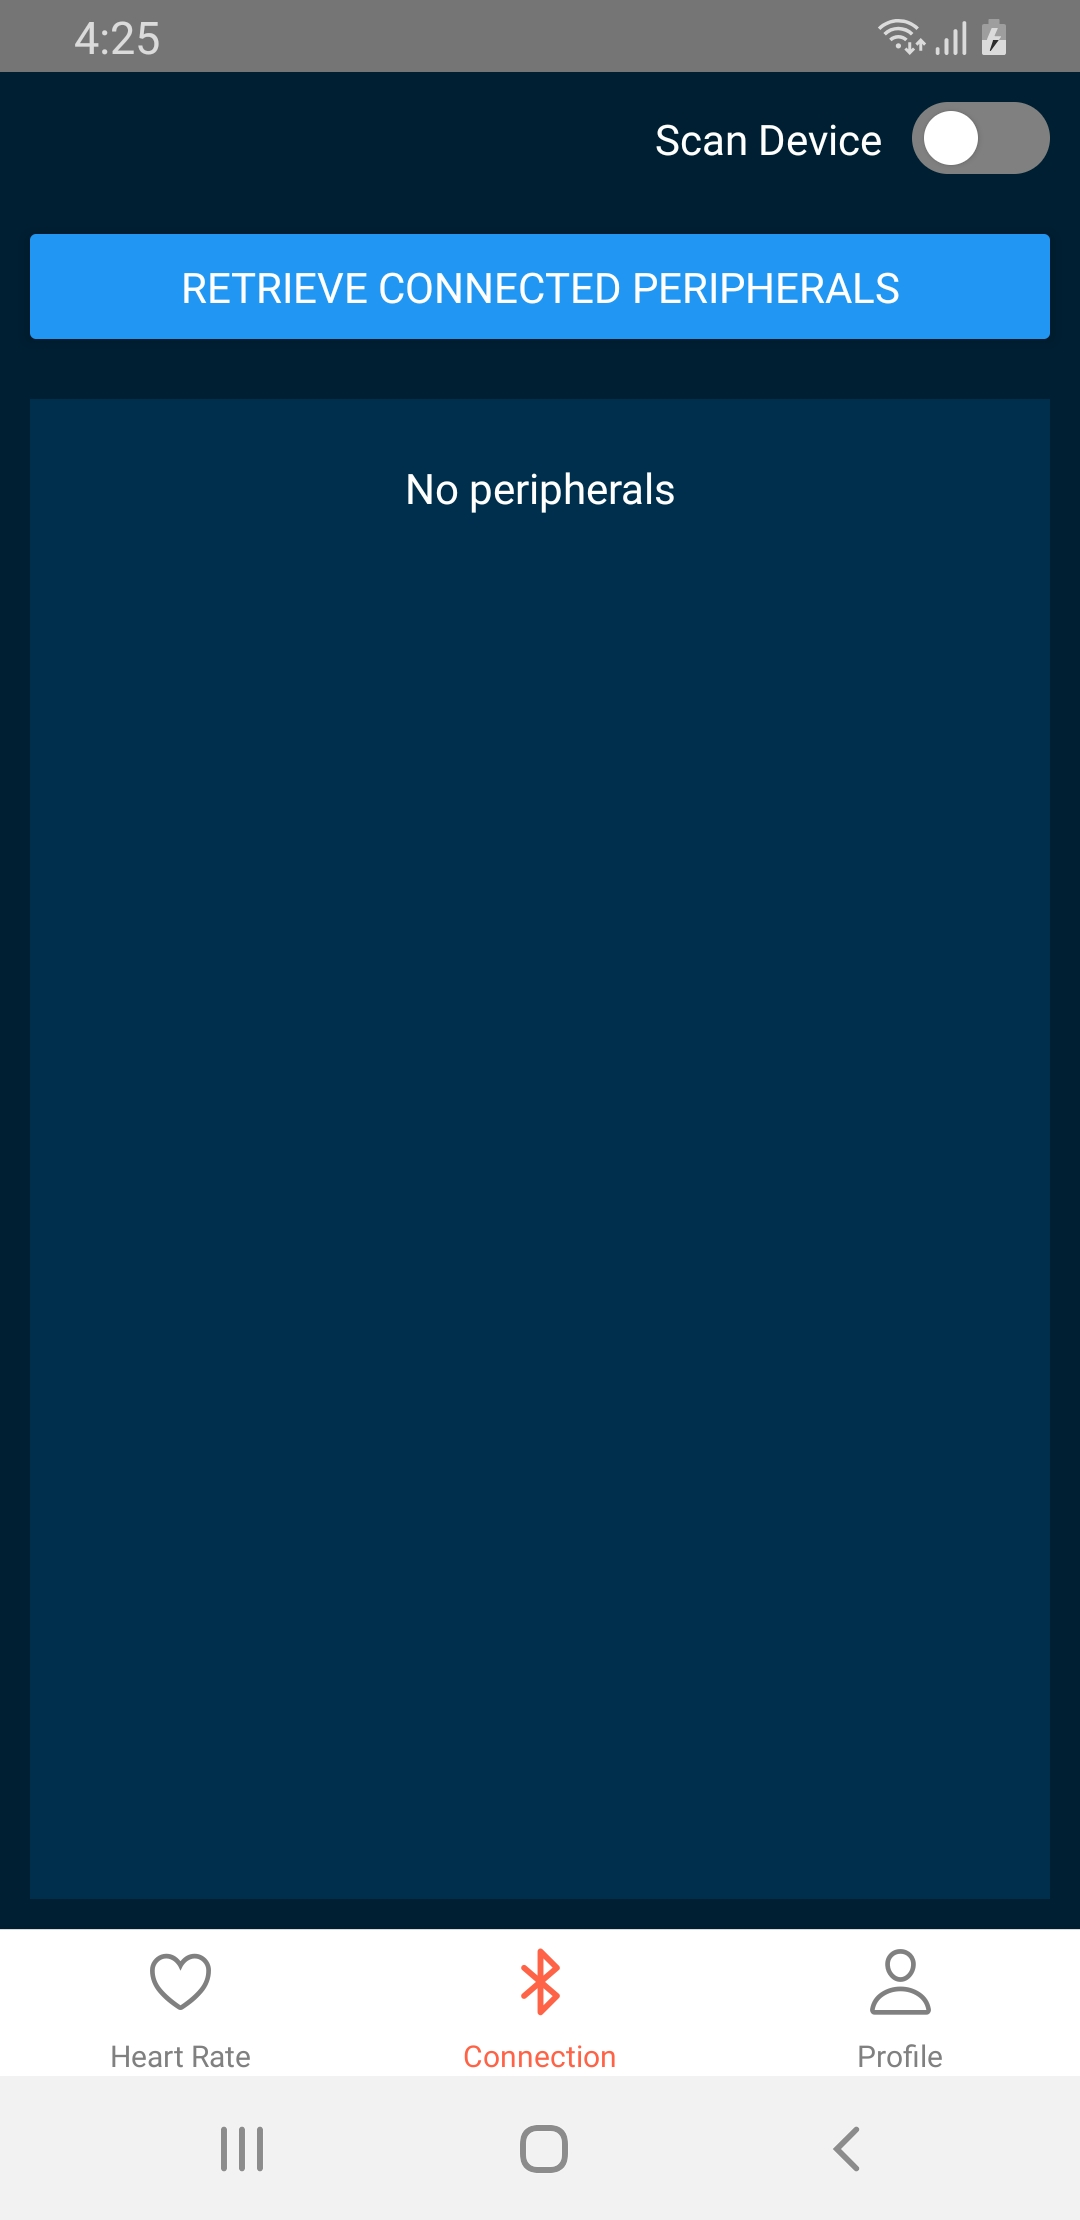 4:25
Scan Device
RETRIEVE CONNECTED PERIPHERALS
No peripherals
Heart Rate
Connection
Profile